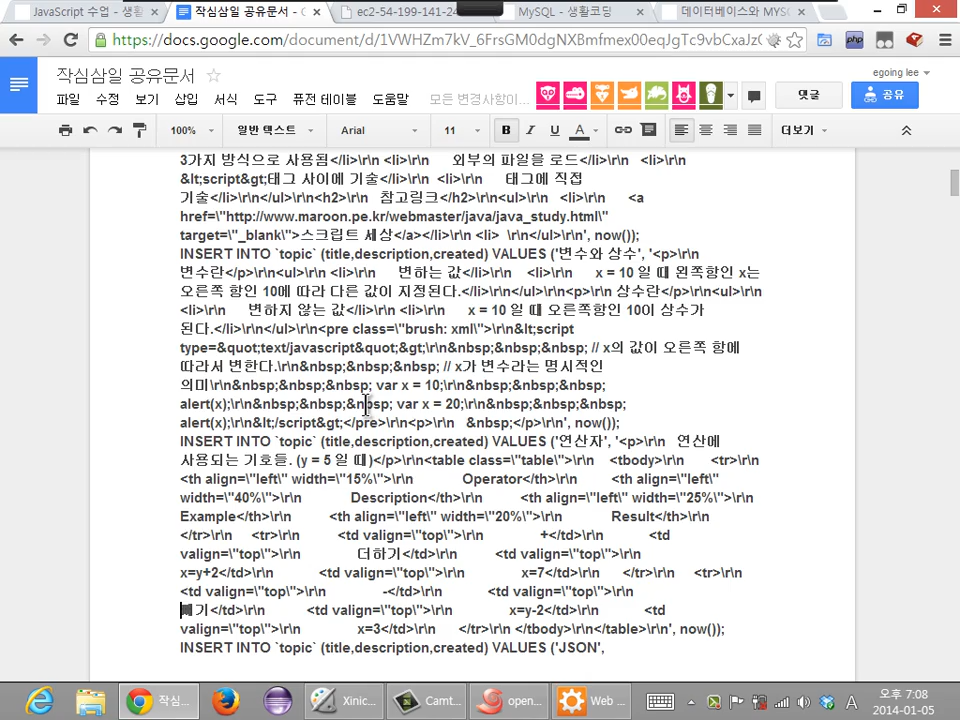 JavaScript 수업 - 생활
작심삼일 공유문서 - G
ec2-54-199-141-24
MySQL - 생활코딩
데이터베이스와 MYSQ
https://docs.google.com/document/d/1VWHZm7kV_6FrsGM0dgNXBmfmex00eqJgTc9vbCxaJzG
작심삼일 공유문서
egoing lee
파일 수정 보기 삽입 서식 도구 퓨전 테이블 도움말 모든 변경사항이...
댓글
공유
100% 일반 텍스트 Arial 11 B I U A 더보기
3가지 방식으로 사용됨</li>\r\n <li>\r\n 외부의 파일을 로드</li>\r\n <li>\r\n
&lt;script&gt;태그 사이에 기술</li>\r\n <li>\r\n 태그에 직접
기술</li>\r\n</ul>\r\n<h2>\r\n 참고링크</h2>\r\n<ul>\r\n <li>\r\n <a
href=\"http://www.maroon.pe.kr/webmaster/java/java_study.html\"
target=\"_blank\">스크립트 세상</a></li>\r\n <li> \r\n</ul>\r\n', now());
INSERT INTO `topic` (title,description,created) VALUES ('변수와 상수', '<p>\r\n
변수란</p>\r\n<ul>\r\n <li>\r\n 변하는 값</li>\r\n <li>\r\n x = 10 일 때 왼쪽항인 x는
오른쪽 항인 10에 따라 다른 값이 지정된다.</li>\r\n</ul>\r\n<p>\r\n 상수란</p>\r\n<ul>\r\n
<li>\r\n 변하지 않는 값</li>\r\n <li>\r\n x = 10 일 때 오른쪽항인 10이 상수가
된다.</li>\r\n</ul>\r\n<pre class=\"brush: xml\">\r\n&lt;script
type=&quot;text/javascript&quot;&gt;\r\n&nbsp;&nbsp;&nbsp; // x의 값이 오른쪽 항에
따라서 변한다.\r\n&nbsp;&nbsp;&nbsp; // x가 변수라는 명시적인
의미\r\n&nbsp;&nbsp;&nbsp; var x = 10;\r\n&nbsp;&nbsp;&nbsp;
alert(x);\r\n&nbsp;&nbsp;&nbsp; var x = 20;\r\n&nbsp;&nbsp;&nbsp;
alert(x);\r\n&lt;/script&gt;</pre>\r\n<p>\r\n &nbsp;</p>\r\n', now());
INSERT INTO `topic` (title,description,created) VALUES ('연산자', '<p>\r\n 연산에
사용되는 기호들. (y = 5 일 때)</p>\r\n<table class=\"table\">\r\n <tbody>\r\n <tr>\r\n
<th align=\"left\" width=\"15%\">\r\n Operator</th>\r\n <th align=\"left\"
width=\"40%\">\r\n Description</th>\r\n <th align=\"left\" width=\"25%\">\r\n
Example</th>\r\n <th align=\"left\" width=\"20%\">\r\n Result</th>\r\n
</tr>\r\n <tr>\r\n <td valign=\"top\">\r\n +</td>\r\n <td
valign=\"top\">\r\n 더하기</td>\r\n <td valign=\"top\">\r\n
x=y+2</td>\r\n <td valign=\"top\">\r\n x=7</td>\r\n </tr>\r\n <tr>\r\n
<td valign=\"top\">\r\n -</td>\r\n <td valign=\"top\">\r\n
빼기</td>\r\n <td valign=\"top\">\r\n x=y-2</td>\r\n <td
valign=\"top\">\r\n x=3</td>\r\n </tr>\r\n </tbody>\r\n</table>\r\n', now());
INSERT INTO `topic` (title,description,created) VALUES ('JSON',
작심...
Xinic...
Camt...
open...
Web ...
A
오후 7:08
2014-01-05